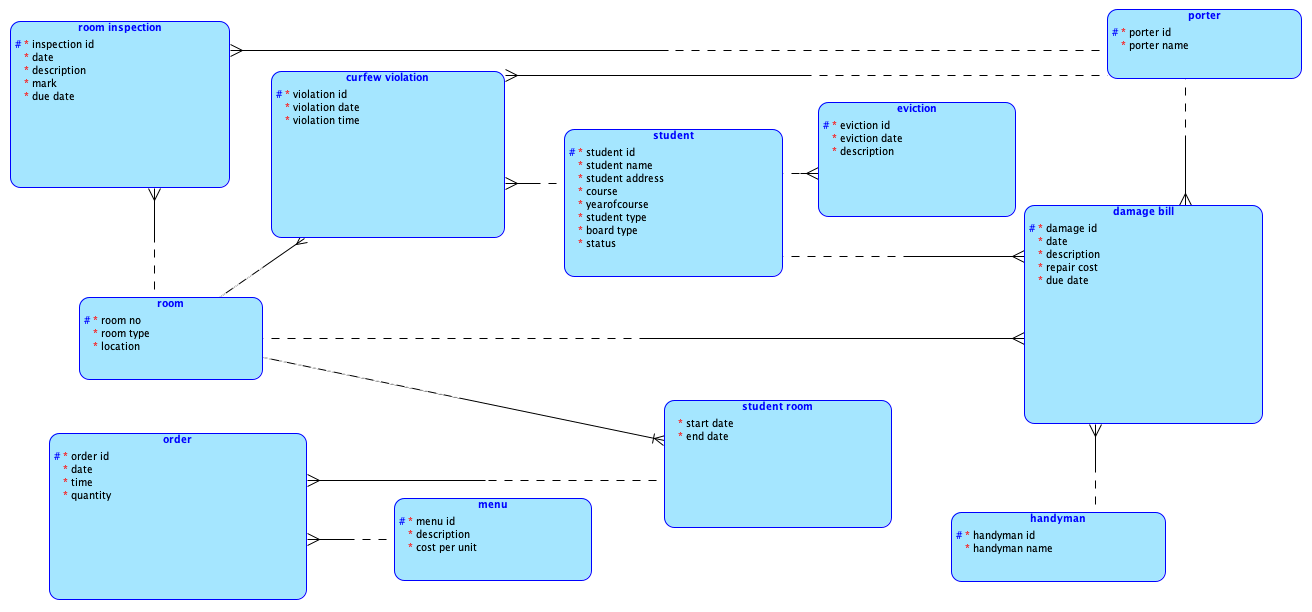 room inspection
# * inspection id
* date
* description
* mark
* due date
porter
# * porter id
* porter name
curfew violation
# * violation id
* violation date
* violation time
eviction
# * eviction id
* eviction date
* description
student
# * student id
* student name
* student address
* course
* yearofcourse
* student type
* board type
* status
damage bill
# * damage id
* date
* description
* repair cost
* due date
room
# * room no
* room type
* location
student room
* start date
* end date
order
# * order id
* date
* time
* quantity
menu
# * menu id
* description
* cost per unit
handyman
# * handyman id
* handyman name